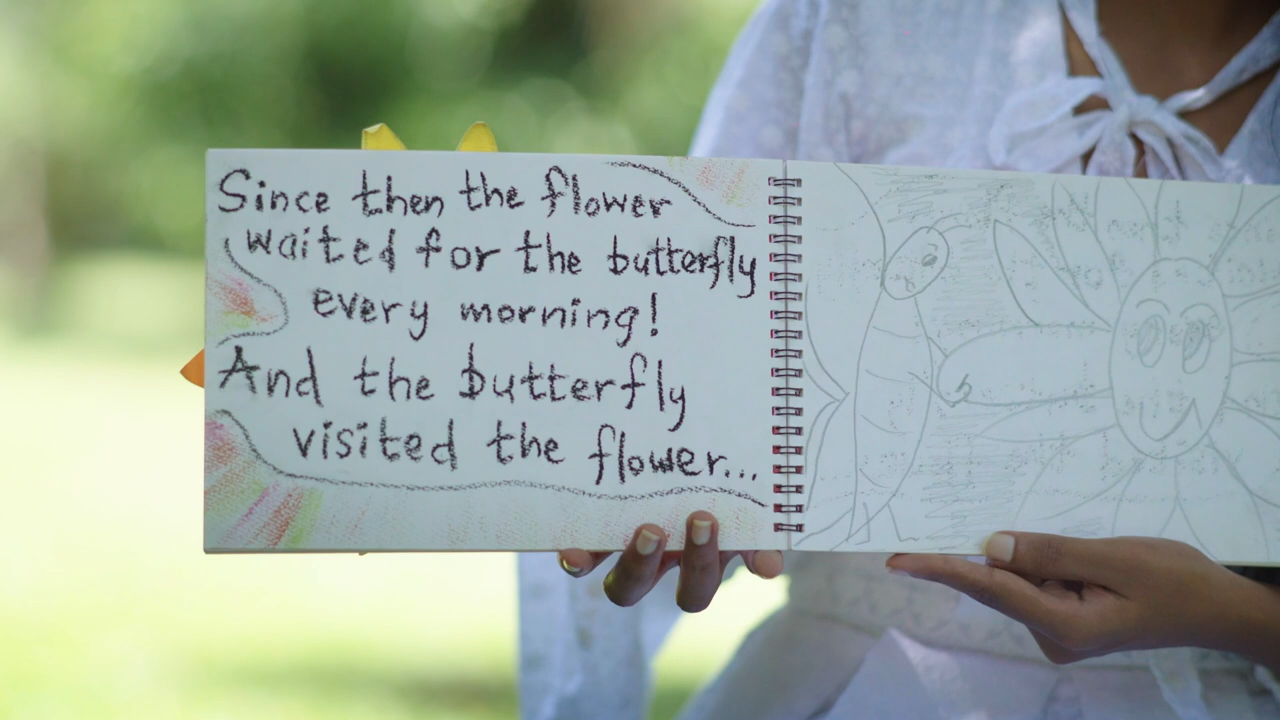 Since then the flower
waited for the butterfly
every morning!
And the butterfly
visited the flower...